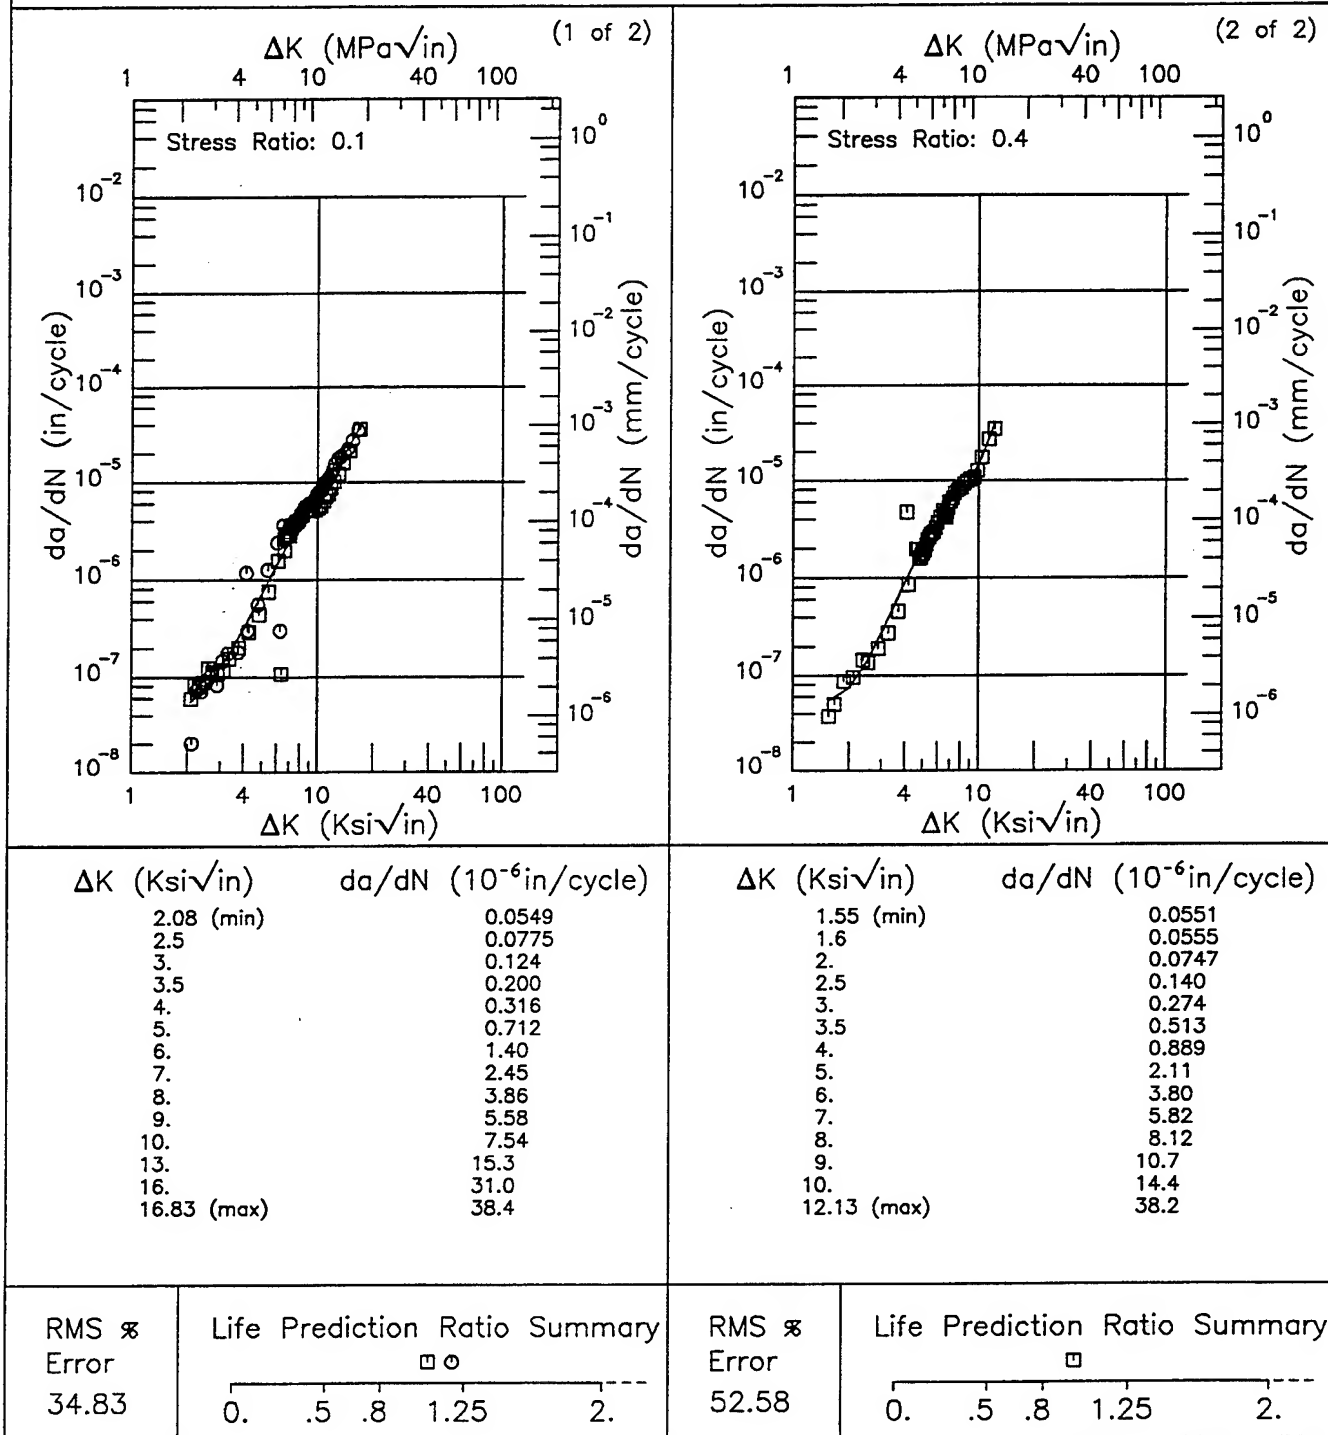 (1 of 2)
ΔK (MPa√in)
1 4 10 40 100
Stress Ratio: 0.1
da/dN (in/cycle)
10⁻²
10⁻³
10⁻⁴
10⁻⁵
10⁻⁶
10⁻⁷
10⁻⁸
10⁰
10⁻¹
10⁻²
10⁻³
10⁻⁴
10⁻⁵
10⁻⁶
da/dN (mm/cycle)
1 4 10 40 100
ΔK (Ksi√in)
(2 of 2)
ΔK (MPa√in)
1 4 10 40 100
Stress Ratio: 0.4
da/dN (in/cycle)
10⁻²
10⁻³
10⁻⁴
10⁻⁵
10⁻⁶
10⁻⁷
10⁻⁸
10⁰
10⁻¹
10⁻²
10⁻³
10⁻⁴
10⁻⁵
10⁻⁶
da/dN (mm/cycle)
1 4 10 40 100
ΔK (Ksi√in)
ΔK (Ksi√in) da/dN (10⁻⁶in/cycle)
2.08 (min) 0.0549
2.5 0.0775
3. 0.124
3.5 0.200
4. 0.316
5. 0.712
6. 1.40
7. 2.45
8. 3.86
9. 5.58
10. 7.54
13. 15.3
16. 31.0
16.83 (max) 38.4
ΔK (Ksi√in) da/dN (10⁻⁶in/cycle)
1.55 (min) 0.0551
1.6 0.0555
2. 0.0747
2.5 0.140
3. 0.274
3.5 0.513
4. 0.889
5. 2.11
6. 3.80
7. 5.82
8. 8.12
9. 10.7
10. 14.4
12.13 (max) 38.2
RMS %
Error
34.83
Life Prediction Ratio Summary
0. .5 .8 1.25 2.
RMS %
Error
52.58
Life Prediction Ratio Summary
0. .5 .8 1.25 2.